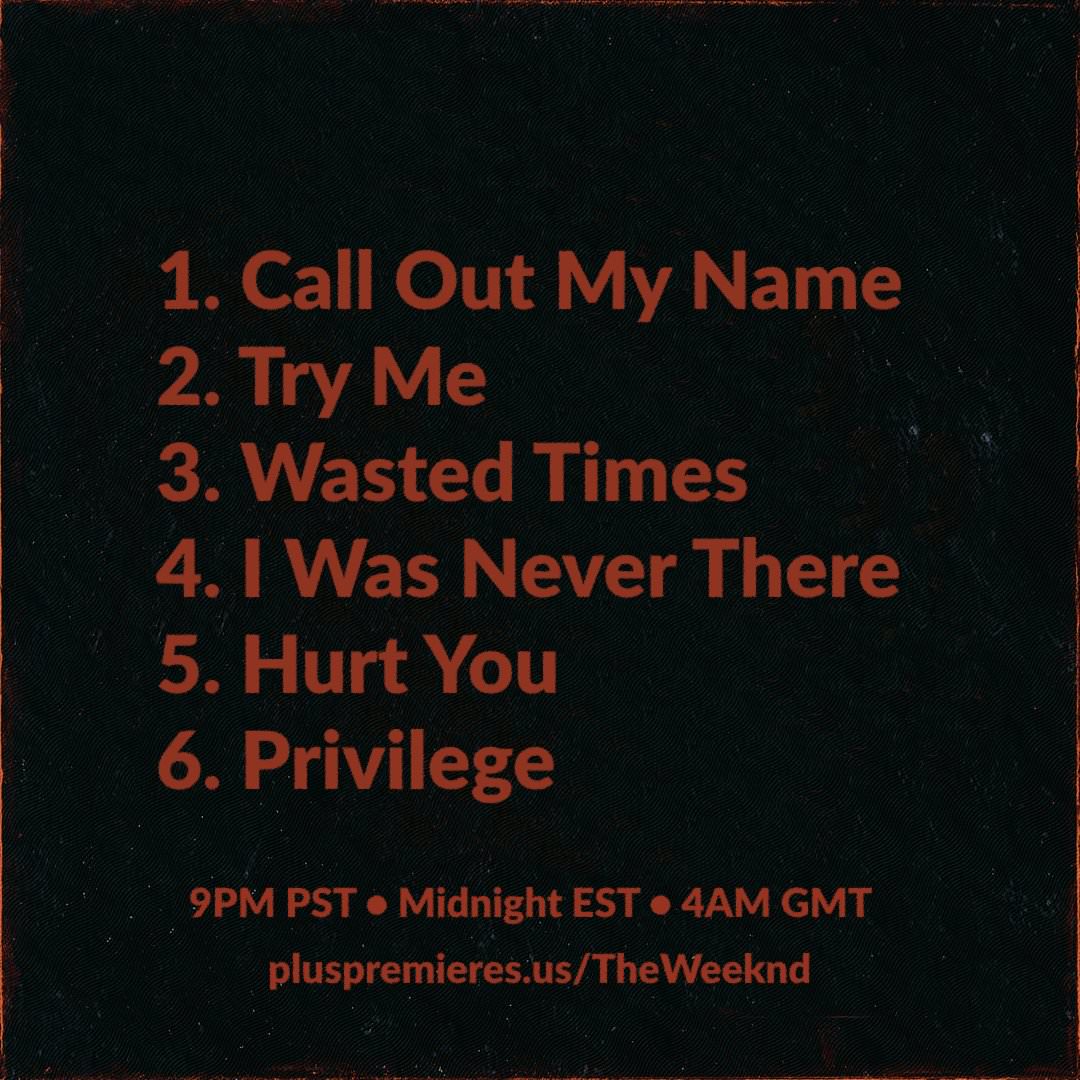 1. Call Out My Name
2. Try Me
3. Wasted Times
4. I Was Never There
5. Hurt You
6. Privilege
9PM PST ● Midnight EST ● 4AM GMT
pluspremieres.us/TheWeeknd